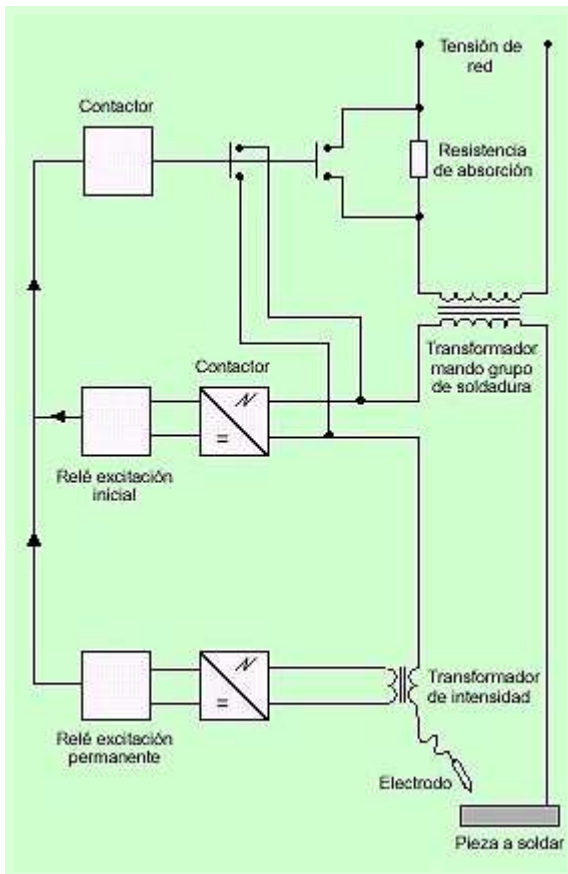 Tensión de
red
Contactor
Resistencia
de absorción
Transformador
mando grupo
de soldadura
Contactor
=
Relé excitación
inicial
Transformador
de intensidad
=
Relé excitación
permanente
Electrodo
Pieza a soldar